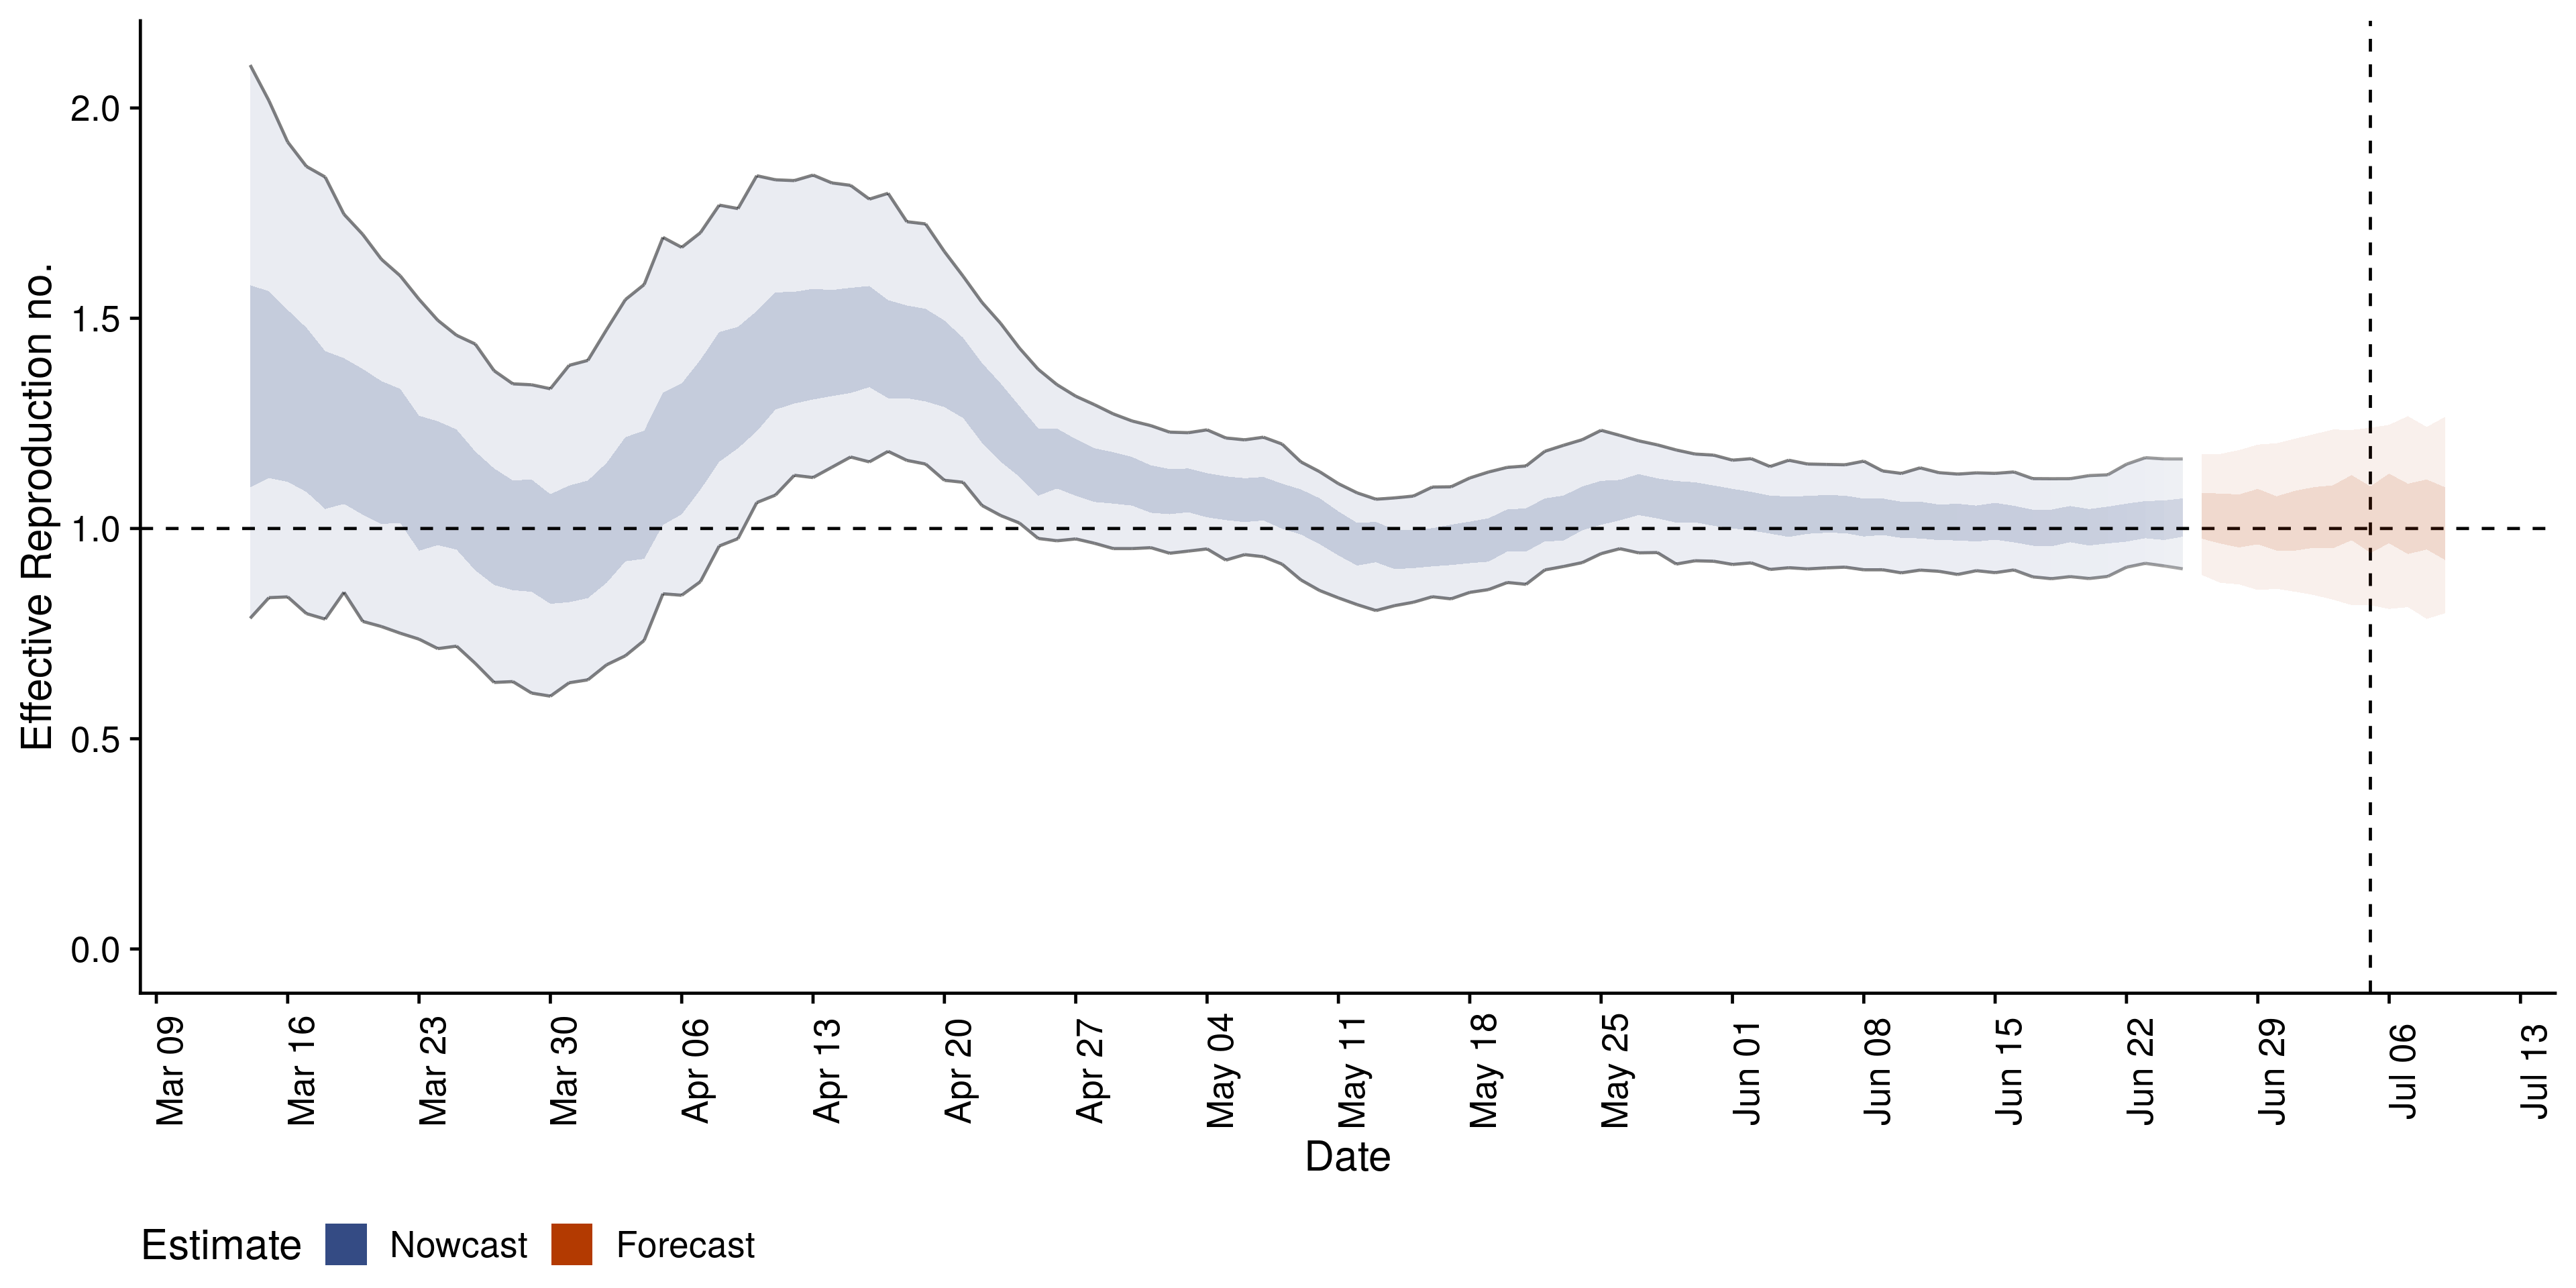 Effective Reproduction no.
2.0
1.5
1.0
0.5
0.0
Mar 09
Mar 16
Mar 23
Mar 30
Apr 06
Apr 13
Apr 20
Apr 27
May 04
May 11
May 18
May 25
Jun 01
Jun 08
Jun 15
Jun 22
Jun 29
Jul 06
Jul 13
Date
Estimate Nowcast Forecast